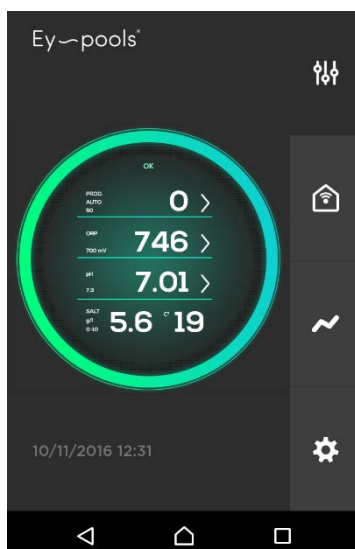 Ey⁓pools®
OK
PROD.
AUTO
50
0 >
ORP
700 mV
746 >
pH
7.3
7.01 >
SALT
g/l
0-10
5.6
C°
19
10/11/2016 12:31